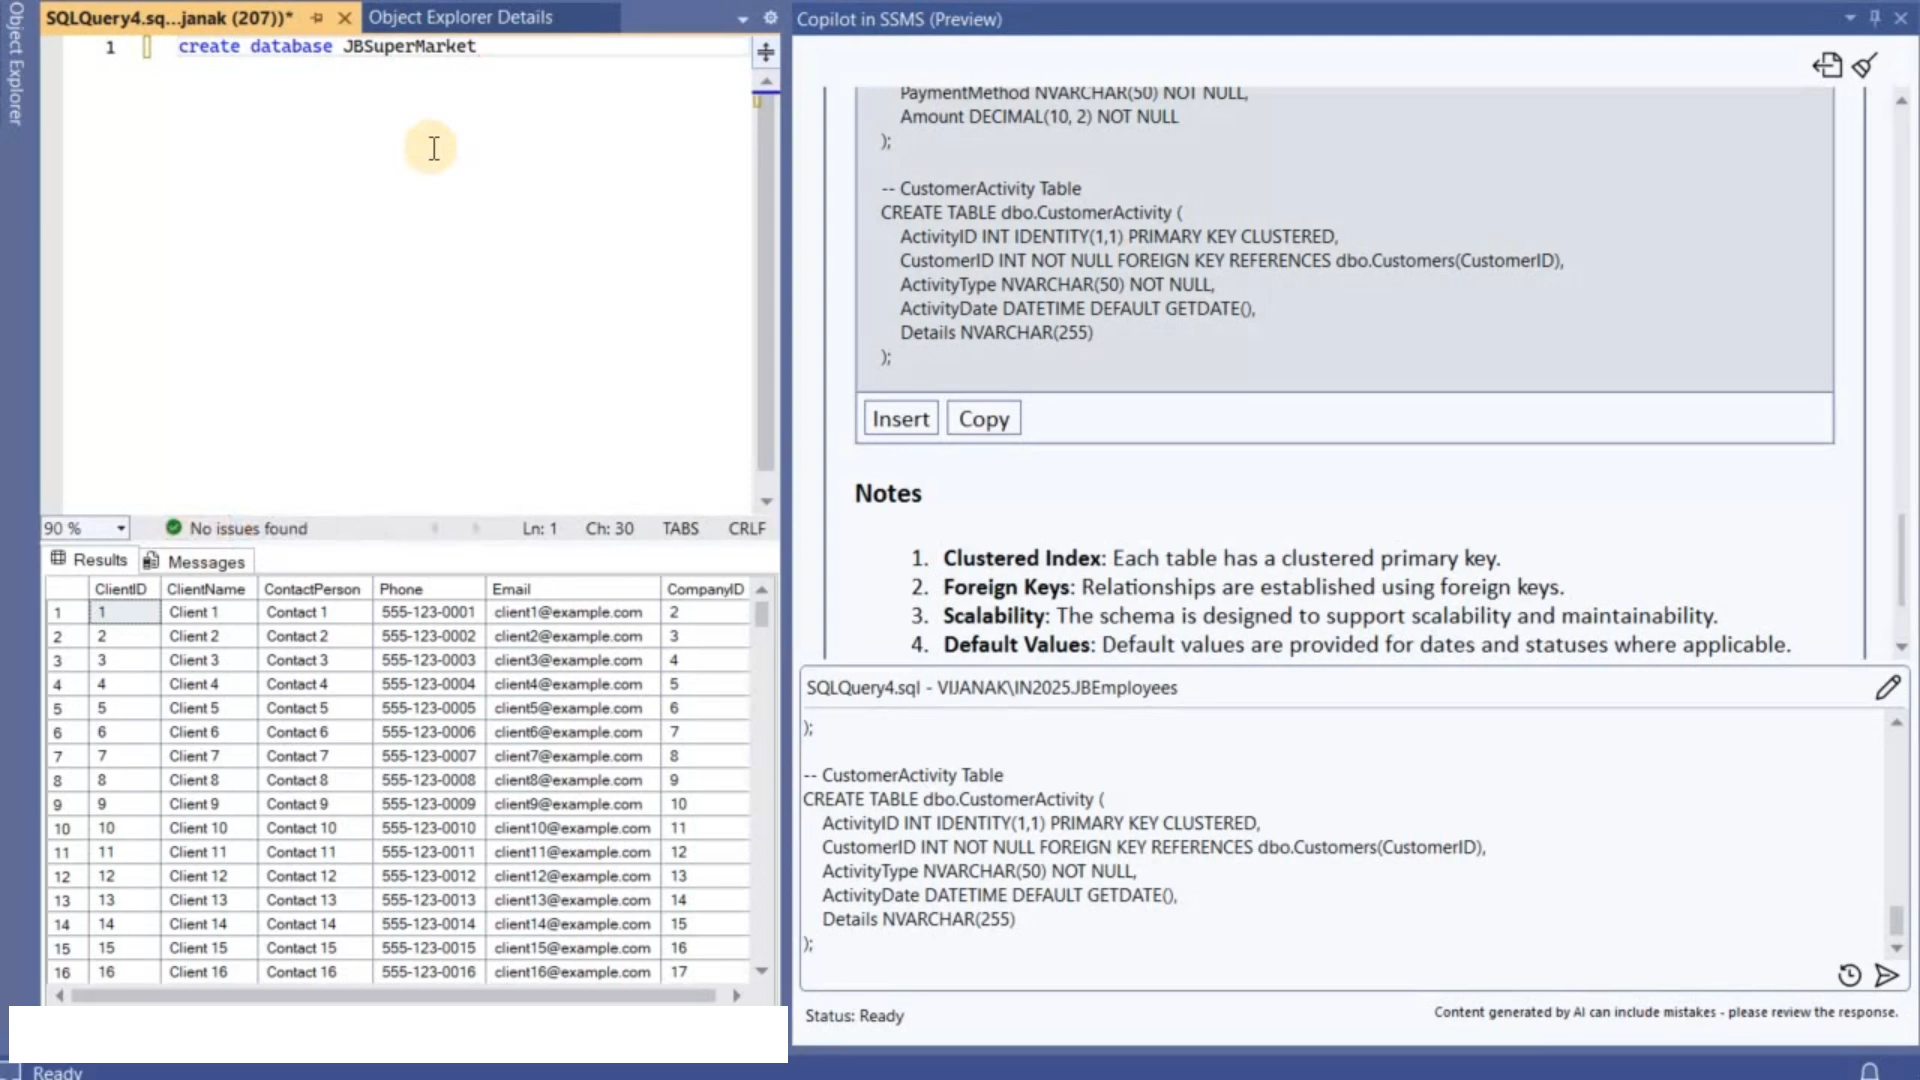 SQLQuery4.sq...janak (207))*
Object Explorer Details
Copilot in SSMS (Preview)
Object Explorer
1 create database JBSuperMarket
PaymentMethod NVARCHAR(50) NOT NULL,
Amount DECIMAL(10, 2) NOT NULL
);
-- CustomerActivity Table
CREATE TABLE dbo.CustomerActivity (
ActivityID INT IDENTITY(1,1) PRIMARY KEY CLUSTERED,
CustomerID INT NOT NULL FOREIGN KEY REFERENCES dbo.Customers(CustomerID),
ActivityType NVARCHAR(50) NOT NULL,
ActivityDate DATETIME DEFAULT GETDATE(),
Details NVARCHAR(255)
);
Insert Copy
Notes
1. Clustered Index: Each table has a clustered primary key.
2. Foreign Keys: Relationships are established using foreign keys.
3. Scalability: The schema is designed to support scalability and maintainability.
4. Default Values: Default values are provided for dates and statuses where applicable.
90 % No issues found Ln: 1 Ch: 30 TABS CRLF
Results Messages
ClientID ClientName ContactPerson Phone Email CompanyID
1 1 Client 1 Contact 1 555-123-0001 client1@example.com 2
2 2 Client 2 Contact 2 555-123-0002 client2@example.com 3
3 3 Client 3 Contact 3 555-123-0003 client3@example.com 4
4 4 Client 4 Contact 4 555-123-0004 client4@example.com 5
5 5 Client 5 Contact 5 555-123-0005 client5@example.com 6
6 6 Client 6 Contact 6 555-123-0006 client6@example.com 7
7 7 Client 7 Contact 7 555-123-0007 client7@example.com 8
8 8 Client 8 Contact 8 555-123-0008 client8@example.com 9
9 9 Client 9 Contact 9 555-123-0009 client9@example.com 10
10 10 Client 10 Contact 10 555-123-0010 client10@example.com 11
11 11 Client 11 Contact 11 555-123-0011 client11@example.com 12
12 12 Client 12 Contact 12 555-123-0012 client12@example.com 13
13 13 Client 13 Contact 13 555-123-0013 client13@example.com 14
14 14 Client 14 Contact 14 555-123-0014 client14@example.com 15
15 15 Client 15 Contact 15 555-123-0015 client15@example.com 16
16 16 Client 16 Contact 16 555-123-0016 client16@example.com 17
SQLQuery4.sql - VIJANAK\IN2025.JBEmployees
);
-- CustomerActivity Table
CREATE TABLE dbo.CustomerActivity (
ActivityID INT IDENTITY(1,1) PRIMARY KEY CLUSTERED,
CustomerID INT NOT NULL FOREIGN KEY REFERENCES dbo.Customers(CustomerID),
ActivityType NVARCHAR(50) NOT NULL,
ActivityDate DATETIME DEFAULT GETDATE(),
Details NVARCHAR(255)
);
Status: Ready
Content generated by AI can include mistakes - please review the response.
Ready